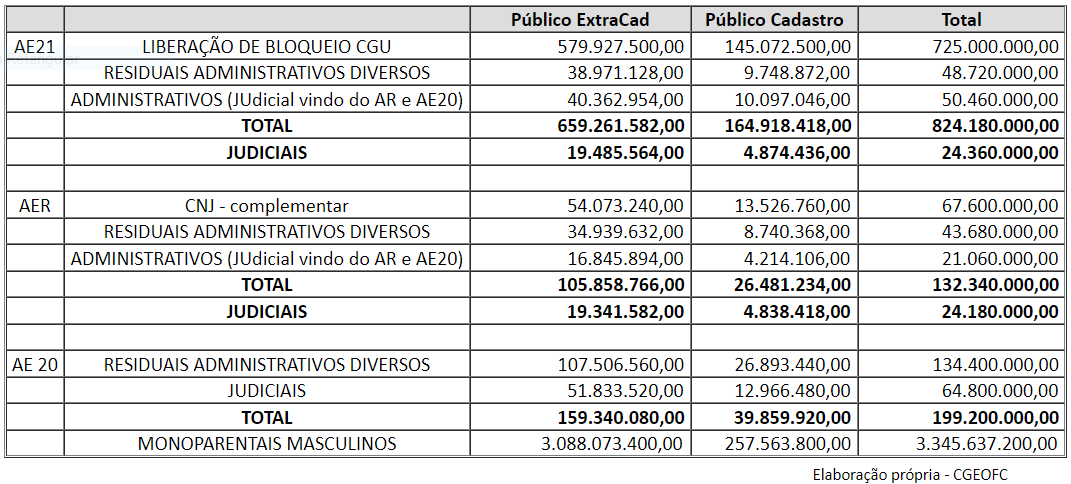 Público ExtraCad Público Cadastro Total
AE21 LIBERAÇÃO DE BLOQUEIO CGU 579.927.500,00 145.072.500,00 725.000.000,00
RESIDUAIS ADMINISTRATIVOS DIVERSOS 38.971.128,00 9.748.872,00 48.720.000,00
ADMINISTRATIVOS (JUdicial vindo do AR e AE20) 40.362.954,00 10.097.046,00 50.460.000,00
TOTAL 659.261.582,00 164.918.418,00 824.180.000,00
JUDICIAIS 19.485.564,00 4.874.436,00 24.360.000,00
AER CNJ - complementar 54.073.240,00 13.526.760,00 67.600.000,00
RESIDUAIS ADMINISTRATIVOS DIVERSOS 34.939.632,00 8.740.368,00 43.680.000,00
ADMINISTRATIVOS (JUdicial vindo do AR e AE20) 16.845.894,00 4.214.106,00 21.060.000,00
TOTAL 105.858.766,00 26.481.234,00 132.340.000,00
JUDICIAIS 19.341.582,00 4.838.418,00 24.180.000,00
AE 20 RESIDUAIS ADMINISTRATIVOS DIVERSOS 107.506.560,00 26.893.440,00 134.400.000,00
JUDICIAIS 51.833.520,00 12.966.480,00 64.800.000,00
TOTAL 159.340.080,00 39.859.920,00 199.200.000,00
MONOPARENTAIS MASCULINOS 3.088.073.400,00 257.563.800,00 3.345.637.200,00
Elaboração própria - CGEOFC